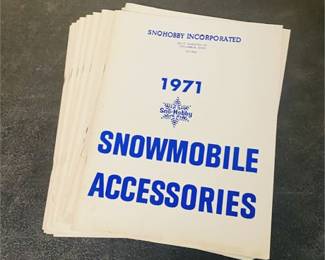 SNOHOBBY INCORPORATED
1971
Sno-Hobby
SNOWMOBILE
ACCESSORIES